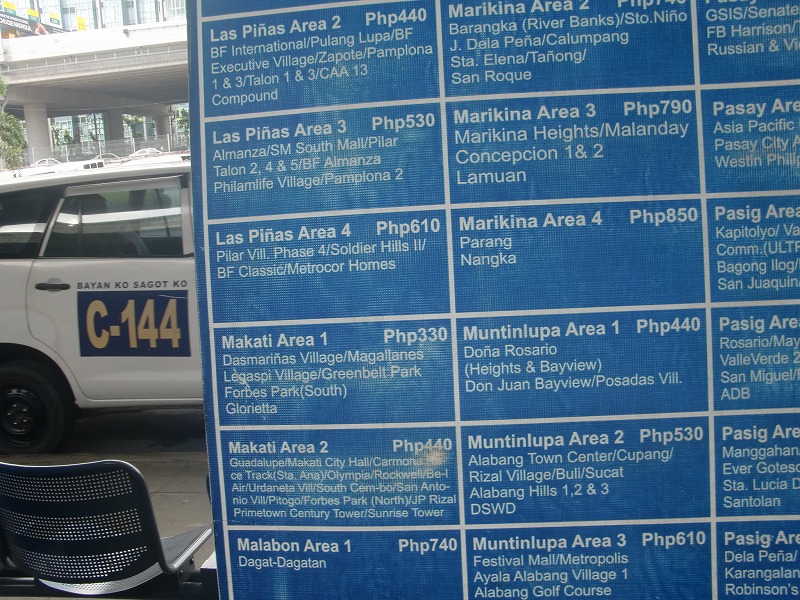 BAYAN KO SAGOT KO
C-144
Las Piñas Area 2 Php440
BF International/Pulang Lupa/BF
Executive Village/Zapote/Pamplona
1 & 3/Talon 1 & 3/CAA 13
Compound
Las Piñas Area 3 Php530
Almanza/SM South Mall/Pilar
Talon 2, 4 & 5/BF Almanza
Philamlife Village/Pamplona 2
Las Piñas Area 4 Php610
Pilar Vill. Phase 4/Soldier Hills II/
BF Classic/Metrocor Homes
Makati Area 1 Php330
Dasmariñas Village/Magallanes
Legaspi Village/Greenbelt Park
Forbes Park(South)
Glorietta
Makati Area 2 Php440
Guadalupe/Makati City Hall/Carmona
ce Track(Sta. Ana)/Olympia/Rockwell/Be-l
Air/Urdaneta Vill/South Cem-bo/San Anto-
nio Vill/Pitogo/Forbes Park (North)/JP Rizal
Primetown Century Tower/Sunrise Tower
Malabon Area 1 Php740
Dagat-Dagatan
Marikina Area 2
Barangka (River Banks)/Sto.Niño
J. Dela Peña/Calumpang
Sta. Elena/Tañong/
San Roque
Marikina Area 3 Php790
Marikina Heights/Malanday
Concepcion 1& 2
Lamuan
Marikina Area 4 Php850
Parang
Nangka
Muntinlupa Area 1 Php440
Doña Rosario
(Heights & Bayview)
Don Juan Bayview/Posadas Vill.
Muntinlupa Area 2 Php530
Alabang Town Center/Cupang/
Rizal Village/Buli/Sucat
Alabang Hills 1,2 & 3
DSWD
Muntinlupa Area 3 Php610
Festival Mall/Metropolis
Ayala Alabang Village 1
Alabang Golf Course
GSIS/Senate
FB Harrison/
Russian & Vi
Pasay Are
Asia Pacific
Pasay City A
Westin Phili
Pasig Ar
Kapitolyo/ Va
Comm.(ULTR
Bagong Ilog/
San Juaquin
Pasig Area
Rosario/May
ValleVerde 2
San Miguel/
ADB
Pasig Are
Manggahan
Ever Gotesc
Sta. Lucia D
Santolan
Pasig Are
Dela Peña/
Karangalan
Robinson's